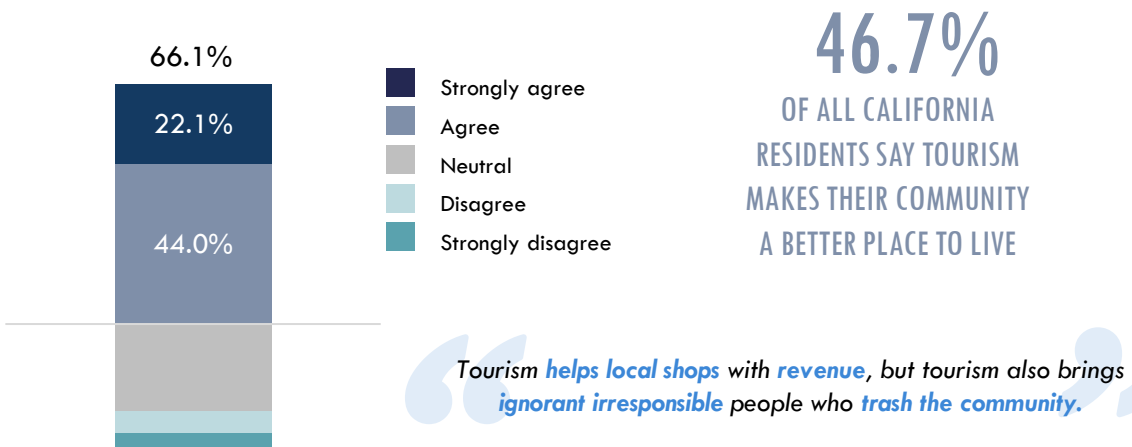 66.1%
22.1%
44.0%
Strongly agree
Agree
Neutral
Disagree
Strongly disagree
46.7%
OF ALL CALIFORNIA
RESIDENTS SAY TOURISM
MAKES THEIR COMMUNITY
A BETTER PLACE TO LIVE
“
Tourism helps local shops with revenue, but tourism also brings
ignorant irresponsible people who trash the community.
”